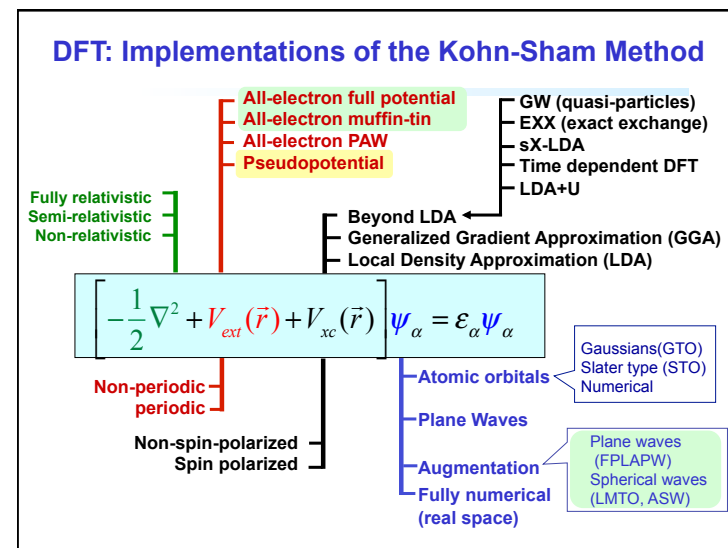 DFT: Implementations of the Kohn-Sham Method
All-electron full potential
All-electron muffin-tin
All-electron PAW
Pseudopotential
GW (quasi-particles)
EXX (exact exchange)
sX-LDA
Time dependent DFT
LDA+U
Fully relativistic
Semi-relativistic
Non-relativistic
Beyond LDA
Generalized Gradient Approximation (GGA)
Local Density Approximation (LDA)
[-1/2 ∇² + V_ext(r⃗) + V_xc(r⃗)] ψ_α = ε_α ψ_α
Non-periodic
periodic
Non-spin-polarized
Spin polarized
Atomic orbitals
Plane Waves
Augmentation
Fully numerical
(real space)
Gaussians(GTO)
Slater type (STO)
Numerical
Plane waves
(FPLAPW)
Spherical waves
(LMTO, ASW)